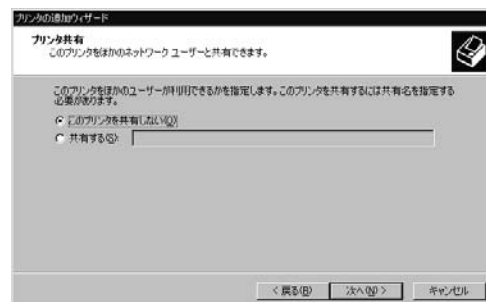 プリンタの追加ウィザード
プリンタ共有
このプリンタをほかのネットワーク ユーザーと共有できます。
このプリンタをほかのユーザーが利用できるかを指定します。このプリンタを共有するには共有名を指定する
必要があります。
このプリンタを共有しない(O)
共有する(S):
< 戻る(B)
次へ(N) >
キャンセル